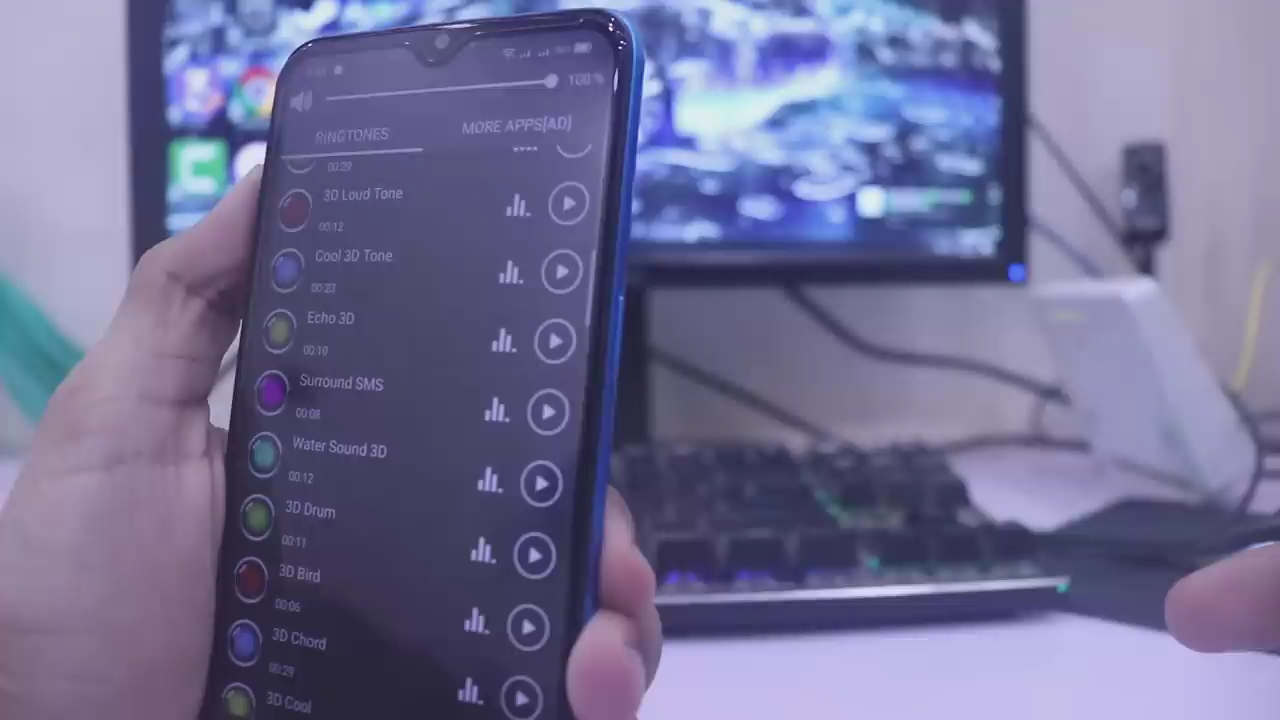 100 %
RINGTONES
MORE APPS[AD]
00:29
3D Loud Tone
00:12
Cool 3D Tone
00:23
Echo 3D
00:10
Surround SMS
00:08
Water Sound 3D
00:12
3D Drum
00:11
3D Bird
00:06
3D Chord
00:29
3D Cool